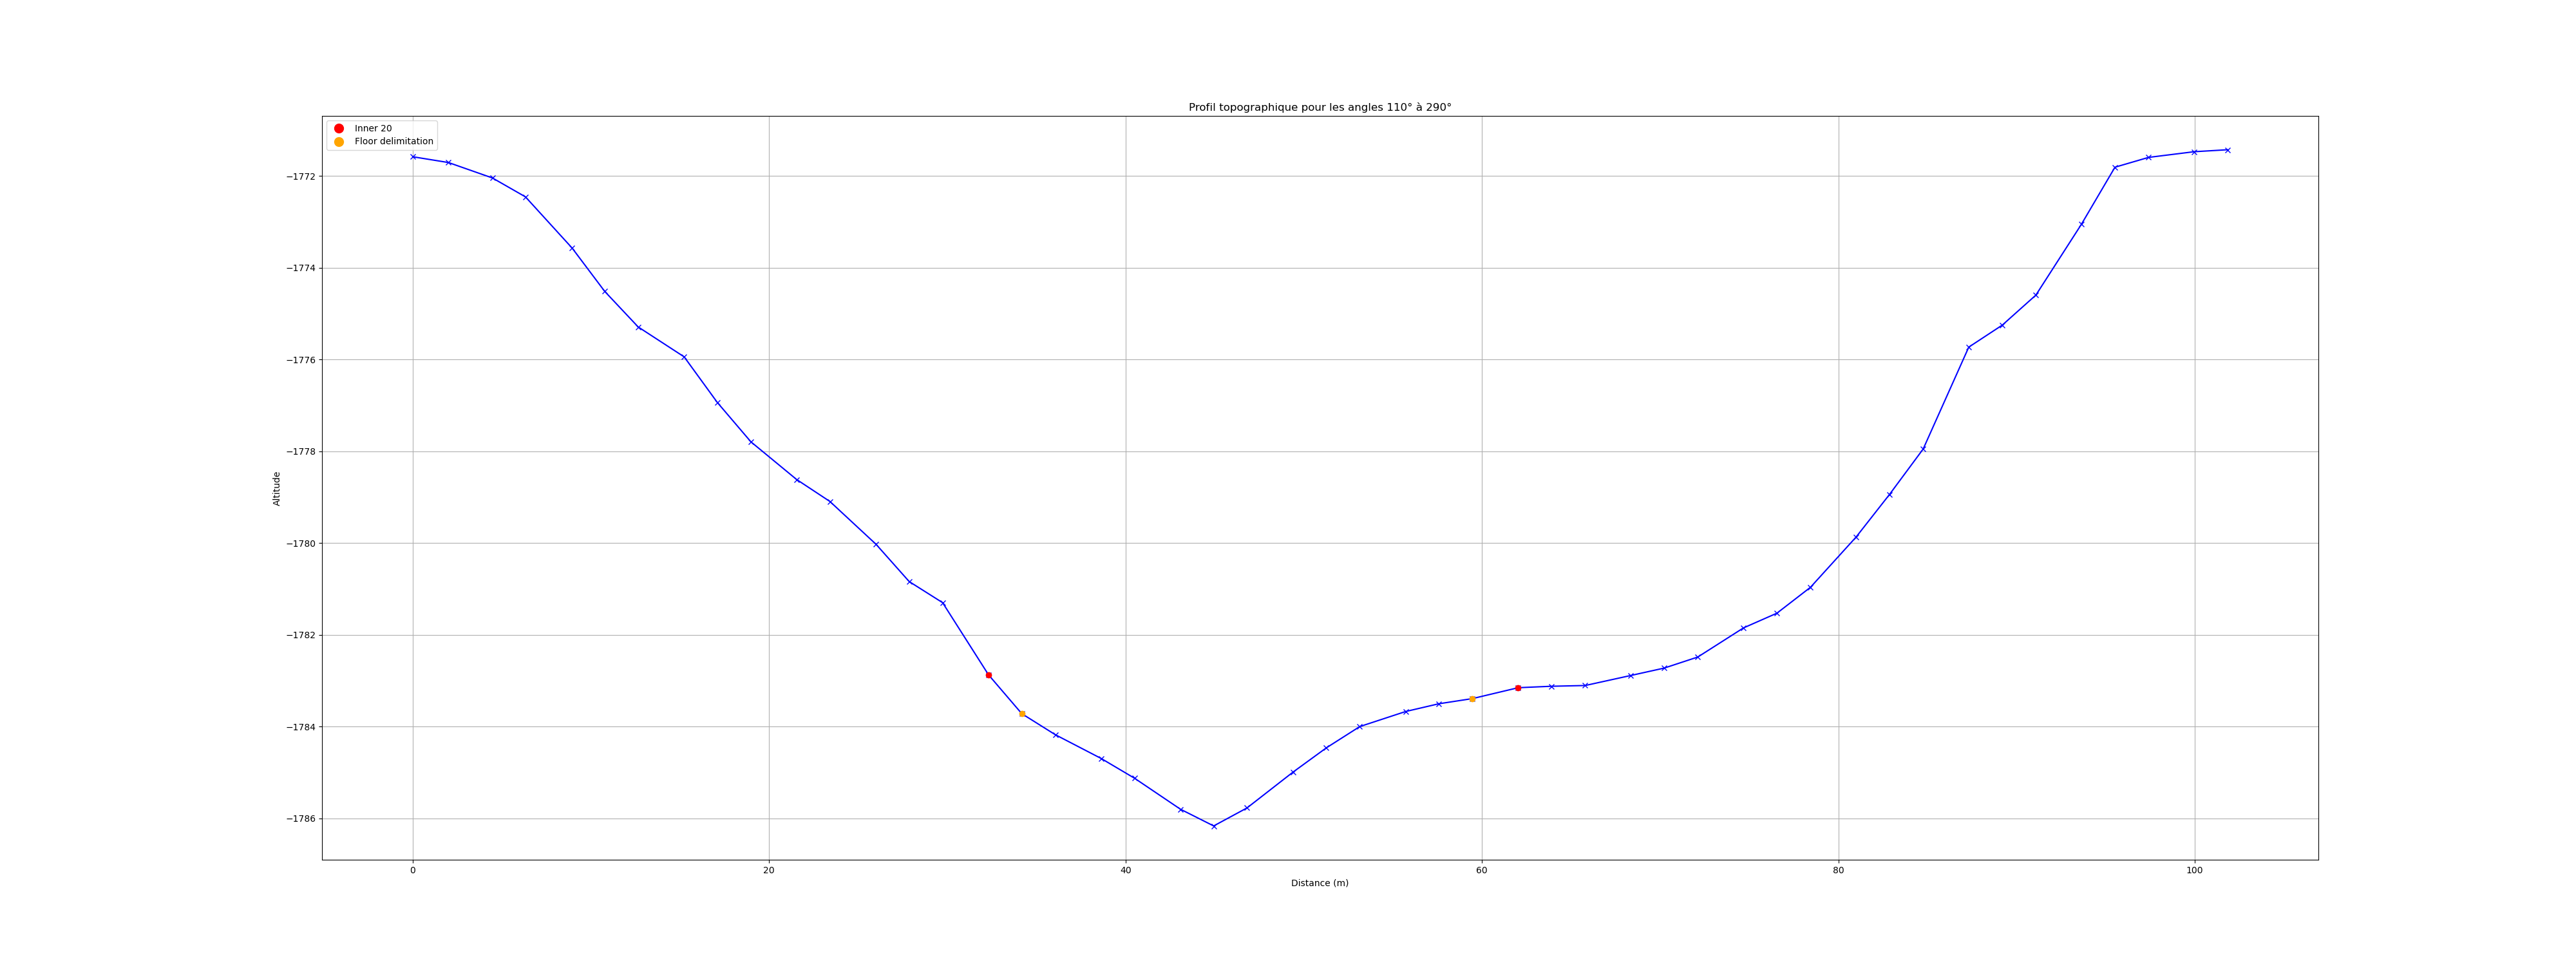 Profil topographique pour les angles 110° à 290°
Inner 20
Floor delimitation
−1772
−1774
−1776
−1778
−1780
−1782
−1784
−1786
Altitude
0
20
40
60
80
100
Distance (m)